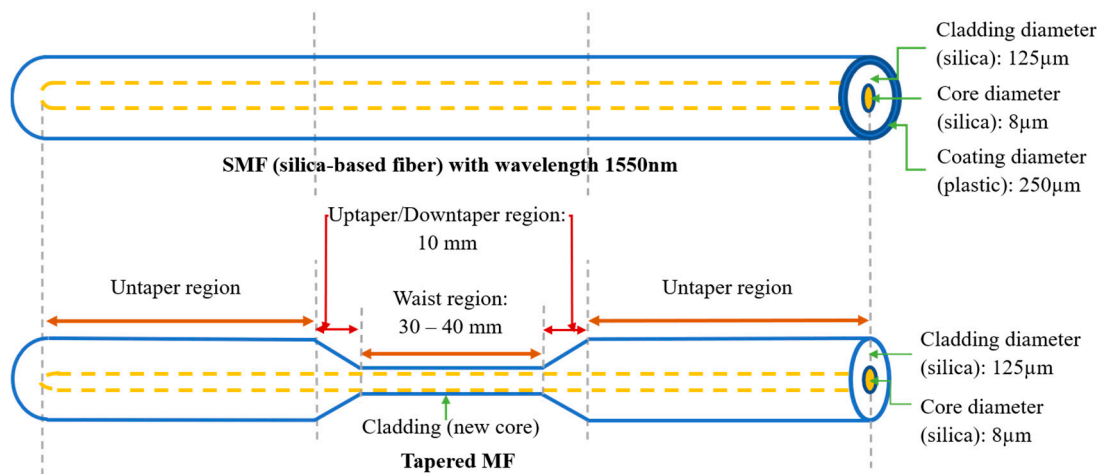 Cladding diameter
(silica): 125µm
Core diameter
(silica): 8µm
Coating diameter
(plastic): 250µm
SMF (silica-based fiber) with wavelength 1550nm
Uptaper/Downtaper region:
10 mm
Untaper region
Waist region:
30 – 40 mm
Untaper region
Cladding diameter
(silica): 125µm
Core diameter
(silica): 8µm
Cladding (new core)
Tapered MF